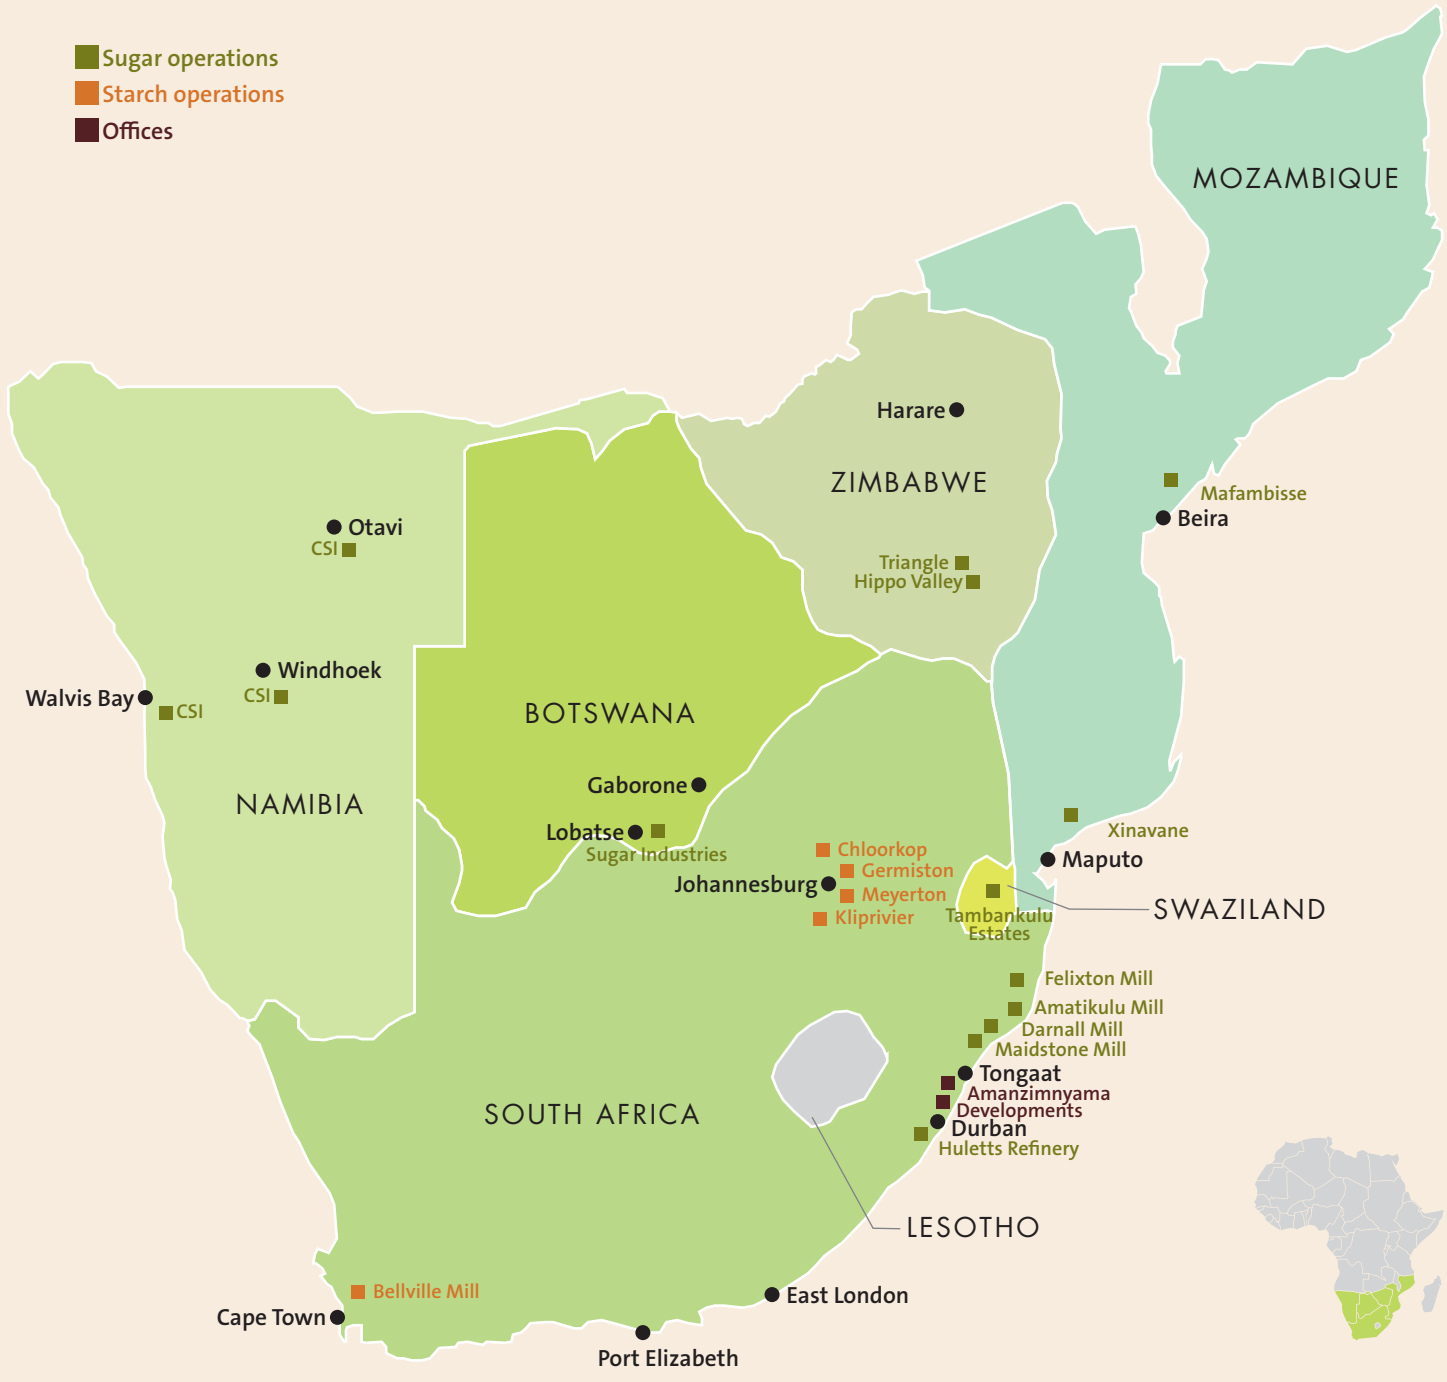 Sugar operations
Starch operations
Offices
MOZAMBIQUE
Harare
ZIMBABWE
Mafambisse
Beira
Otavi
CSI
Triangle
Hippo Valley
Windhoek
CSI
Walvis Bay
CSI
BOTSWANA
Gaborone
NAMIBIA
Lobatse
Sugar Industries
Xinavane
Maputo
Chloorkop
Germiston
Johannesburg
Meyerton
Kliprivier
SWAZILAND
Tambankulu
Estates
Felixton Mill
Amatikulu Mill
Darnall Mill
Maidstone Mill
Tongaat
Amanzimnyama
Developments
Durban
Huletts Refinery
SOUTH AFRICA
LESOTHO
Bellville Mill
Cape Town
East London
Port Elizabeth